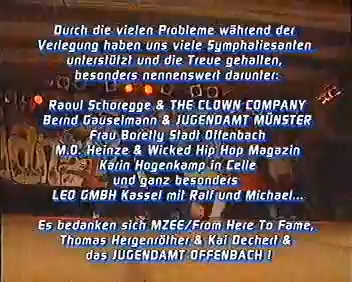 Durch die vielen Probleme während der
Verlegung haben uns viele Symphatiesanten
unterstützt und die Treue gehalten,
besonders nennenswert darunter:
Raoul Schoregge & THE CLOWN COMPANY
Bernd Gauselmann & JUGENDAMT MÜNSTER
Frau Borelly Stadt Offenbach
M.O. Heinze & Wicked Hip Hop Magazin
Karin Hogenkamp in Celle
und ganz besonders
LEO GMBH Kassel mit Ralf und Michael...
Es bedanken sich MZEE/From Here To Fame,
Thomas Hergenröther & Kai Dechert &
das JUGENDAMT OFFENBACH !